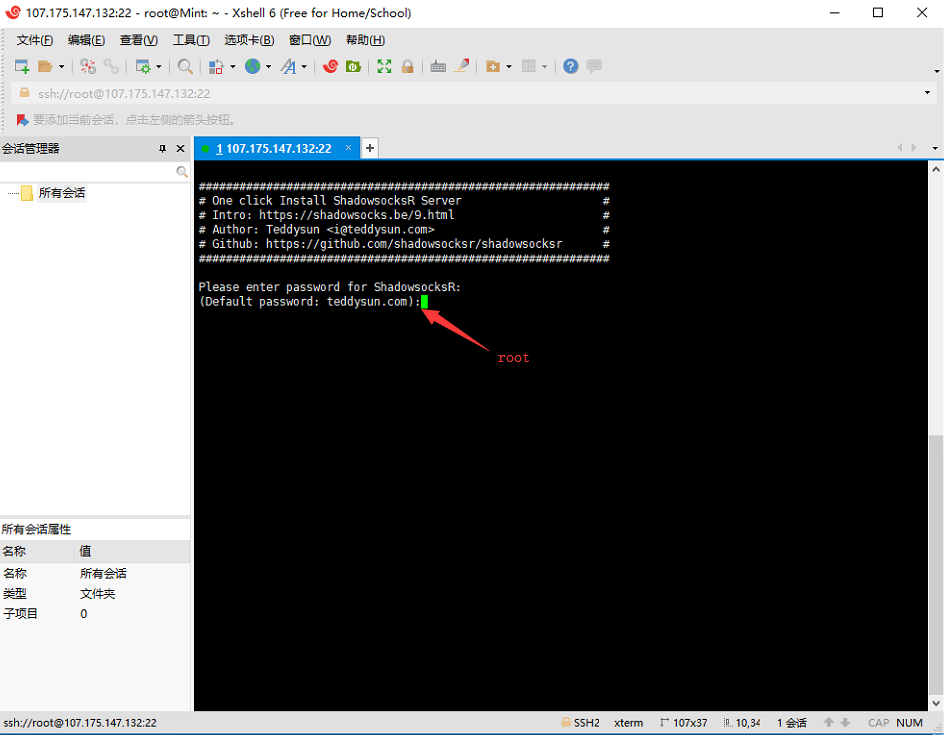 107.175.147.132:22 - root@Mint: ~ - Xshell 6 (Free for Home/School)
文件(F) 编辑(E) 查看(V) 工具(T) 选项卡(B) 窗口(W) 帮助(H)
ssh://root@107.175.147.132:22
要添加当前会话，点击左侧的箭头按钮。
会话管理器
1 107.175.147.132:22
所有会话
#############################################################
# One click Install ShadowsocksR Server #
# Intro: https://shadowsocks.be/9.html #
# Author: Teddysun <i@teddysun.com> #
# Github: https://github.com/shadowsocksr/shadowsocksr #
#############################################################
Please enter password for ShadowsocksR:
(Default password: teddysun.com):
root
所有会话属性
名称 值
名称 所有会话
类型 文件夹
子项目 0
ssh://root@107.175.147.132:22 SSH2 xterm 107x37 10,34 1 会话 CAP NUM